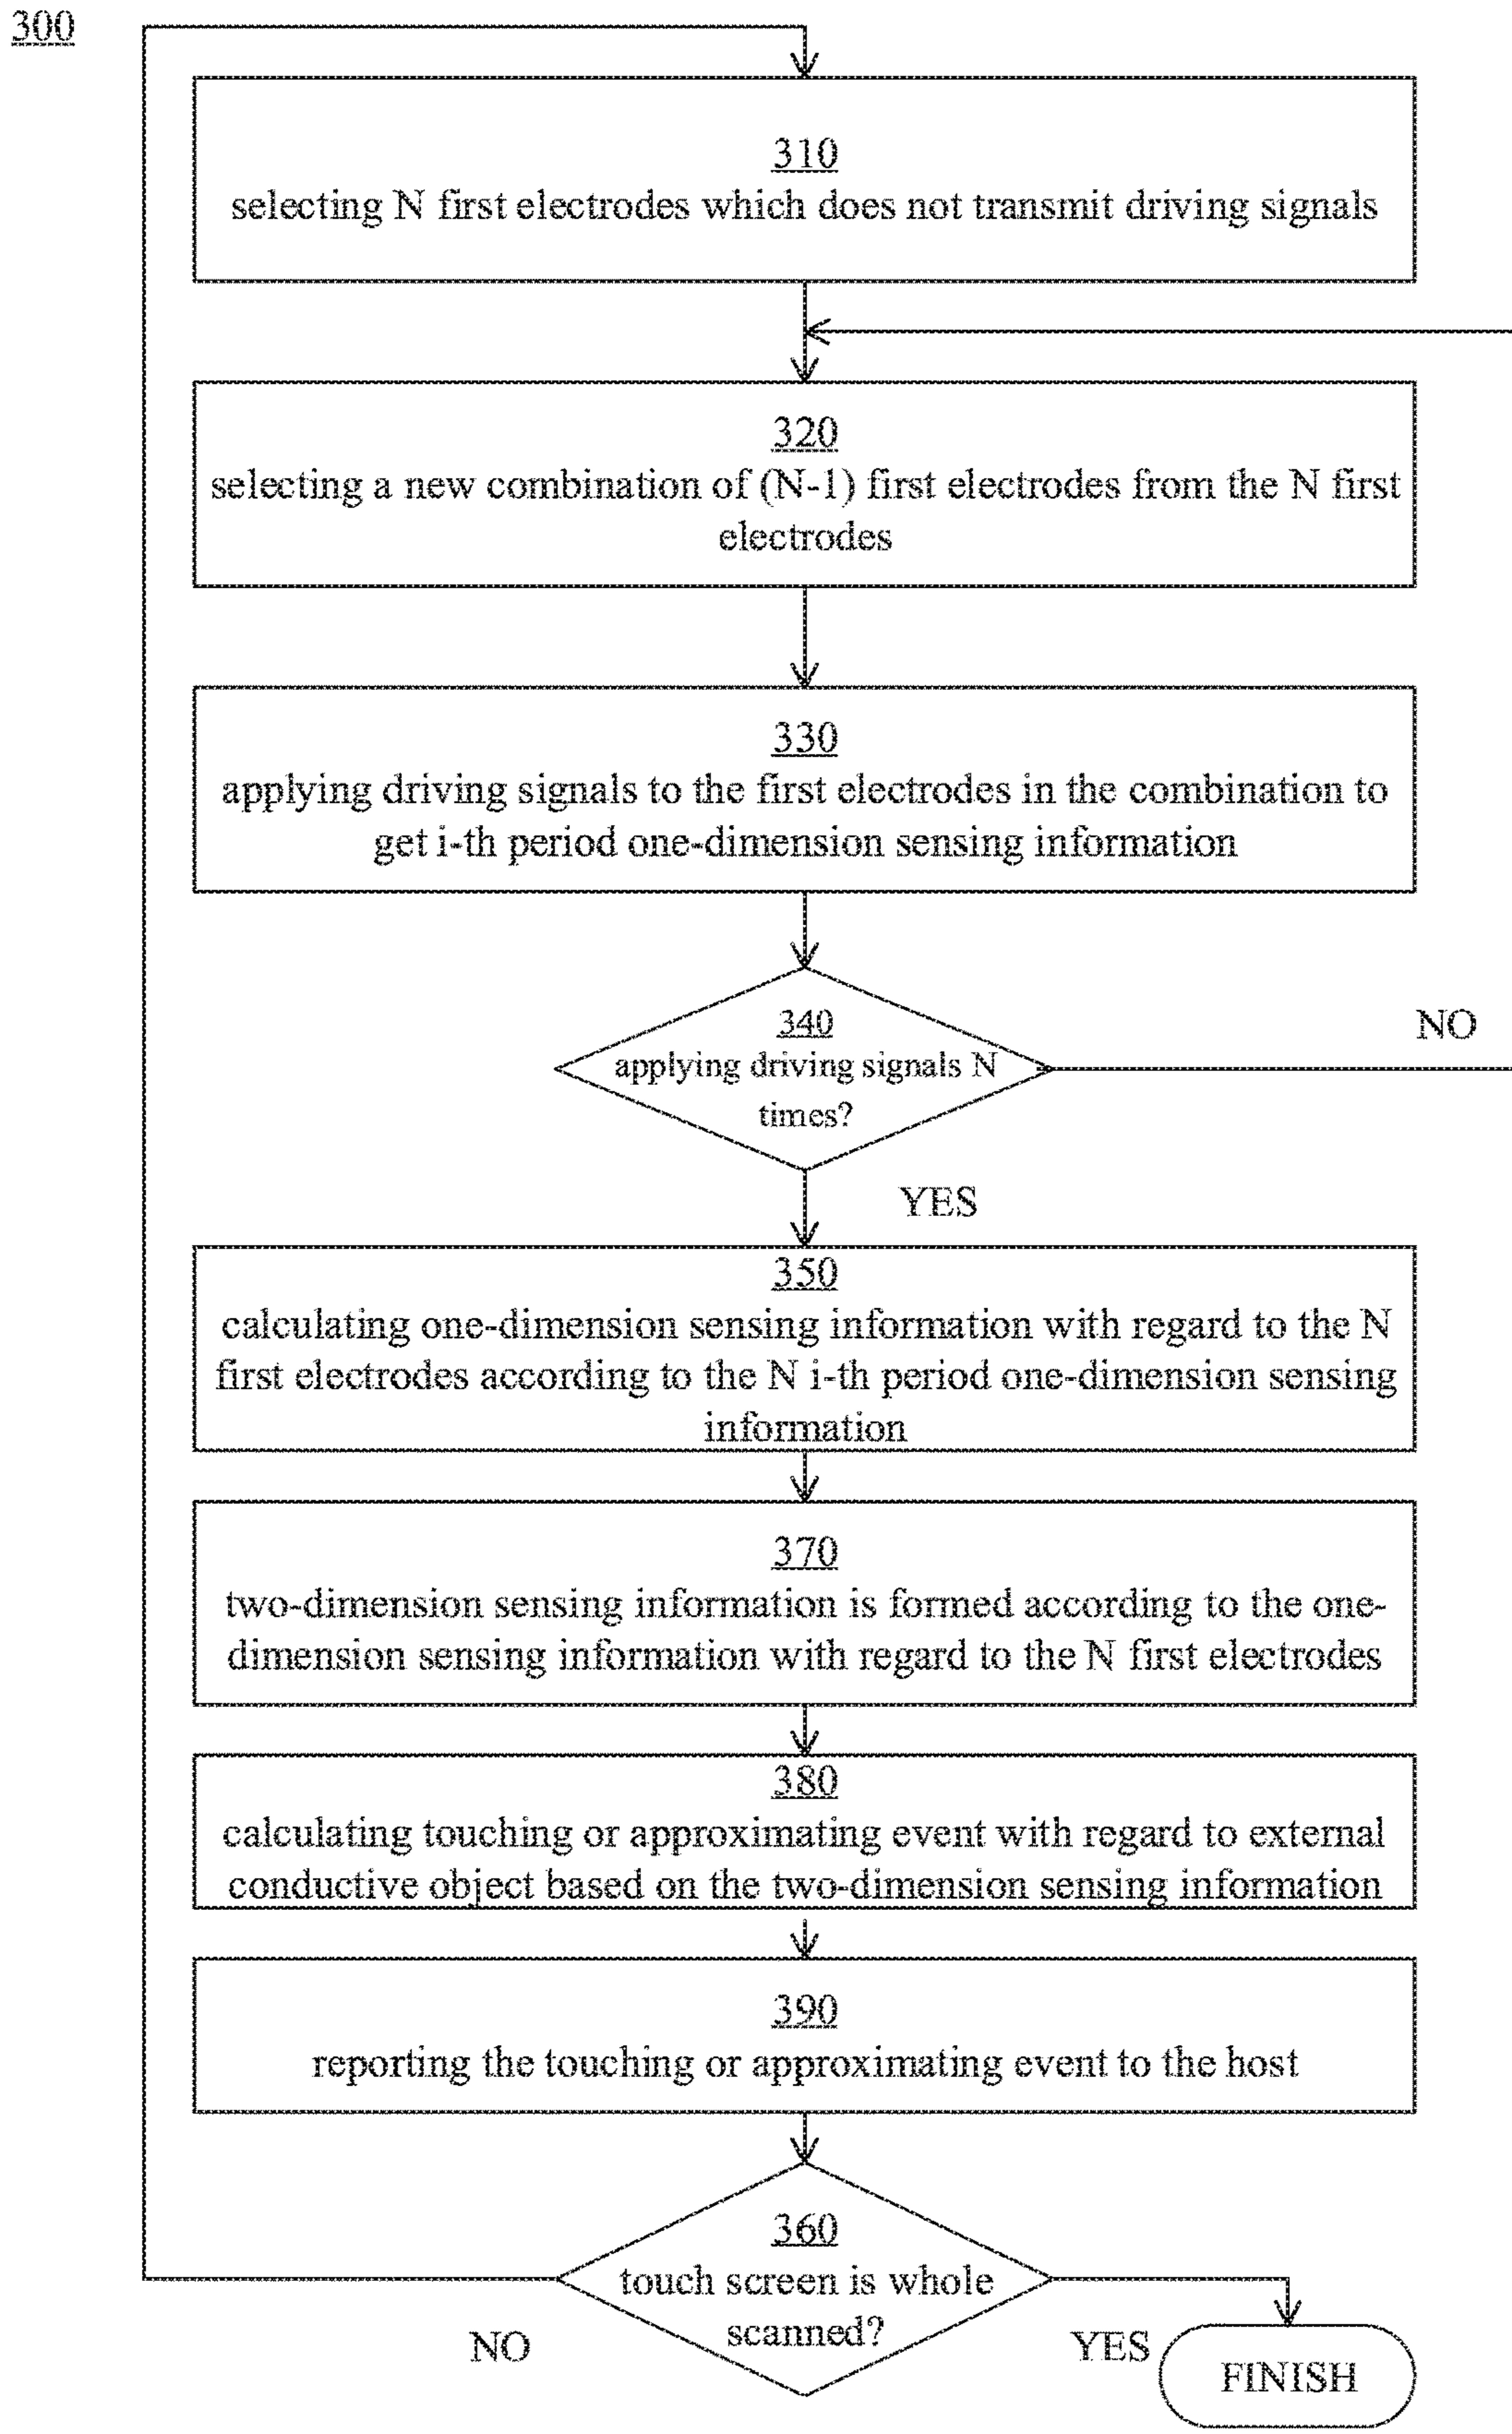 300
310
selecting N first electrodes which does not transmit driving signals
320
selecting a new combination of (N-1) first electrodes from the N first
electrodes
330
applying driving signals to the first electrodes in the combination to
get i-th period one-dimension sensing information
340
applying driving signals N
times?
NO
YES
350
calculating one-dimension sensing information with regard to the N
first electrodes according to the N i-th period one-dimension sensing
information
370
two-dimension sensing information is formed according to the one-
dimension sensing information with regard to the N first electrodes
380
calculating touching or approximating event with regard to external
conductive object based on the two-dimension sensing information
390
reporting the touching or approximating event to the host
360
touch screen is whole
scanned?
NO
YES
FINISH